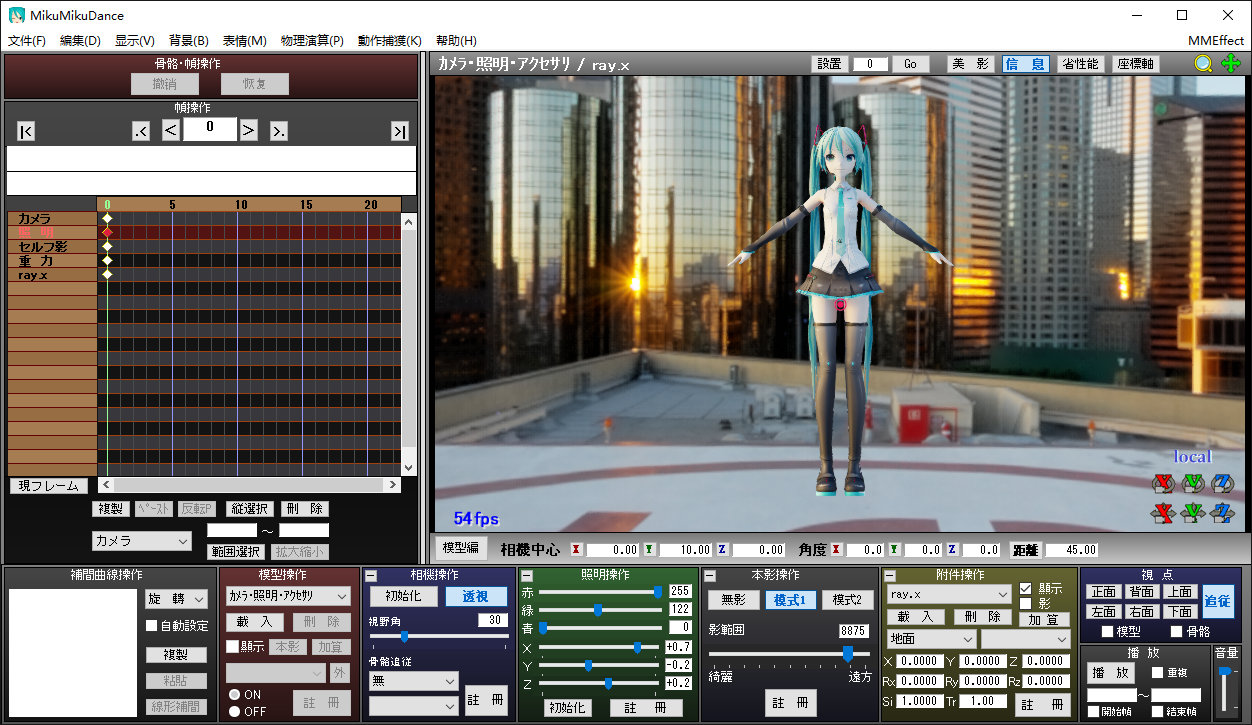 MikuMikuDance
文件(F) 編集(D) 显示(V) 背景(B) 表情(M) 物理演算(P) 動作捕獲(K) 帮助(H) MMEffect
骨骼・幀操作
撤銷 恢复
幀操作
|< .< < 0 > >. >|
0 5 10 15 20
カメラ
照 明
セルフ影
重 力
ray.x
現フレーム
複製 ペースト 反転P 縦選択 刪 除
カメラ ～
範囲選択 拡大縮小
カメラ・照明・アクセサリ / ray.x 設置 0 Go 美 影 信 息 省性能 座標軸
local
X Y Z
X Y Z
54 fps
模型編 相機中心 X 0.00 Y 10.00 Z 0.00 角度 X 0.0 Y 0.0 Z 0.0 距離 45.00
補間曲線操作
旋 轉
自動設定
複製
粘貼
線形補間
模型操作
カメラ・照明・アクセサリ
載 入 刪 除
顯示 本影 加算
外
ON
OFF
註 冊
相機操作
初始化 透視
視野角 30
骨骼追従
無
註 冊
照明操作
赤 255
緑 122
青 0
X +0.7
Y -0.2
Z +0.2
初始化 註 冊
本影操作
無影 模式1 模式2
影範圍 8875
綺麗 遠方
註 冊
附件操作
ray.x 顯示
影
載 入 刪 除 加 算
地面
X 0.0000 Y 0.0000 Z 0.0000
Rx 0.0000 Ry 0.0000 Rz 0.0000
Si 1.0000 Tr 1.00 註 冊
視 点
正面 背面 上面
左面 右面 下面
追従
模型 骨骼
播 放
播 放 重複
～
開始幀 結束幀
音量